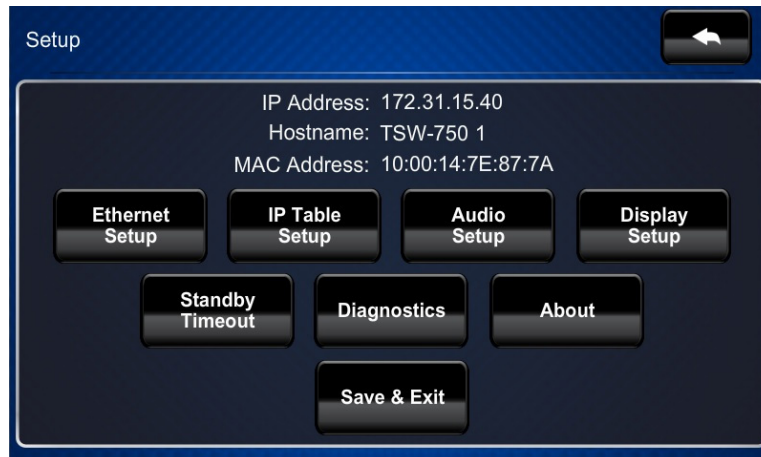 Setup
IP Address: 172.31.15.40
Hostname: TSW-750 1
MAC Address: 10:00:14:7E:87:7A
Ethernet
Setup
IP Table
Setup
Audio
Setup
Display
Setup
Standby
Timeout
Diagnostics
About
Save & Exit